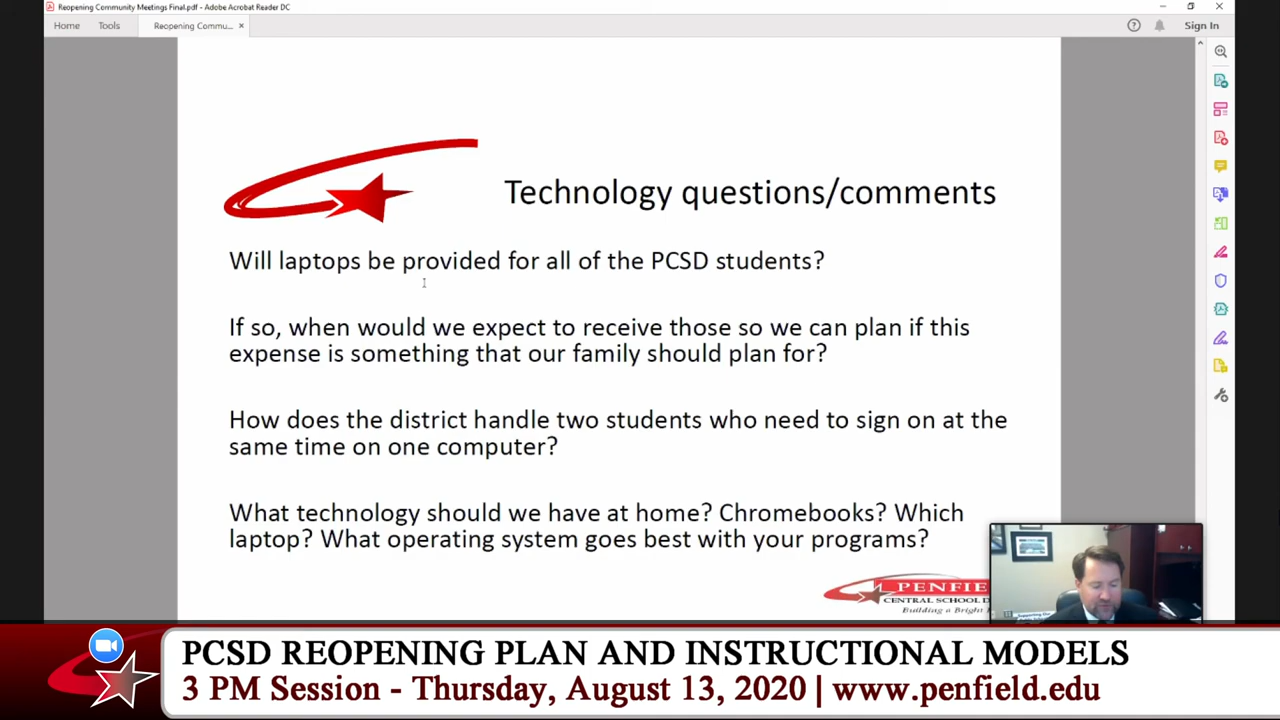 Reopening Community Meetings Final.pdf - Adobe Acrobat Reader DC
Home Tools Reopening Commu... × Sign In
Technology questions/comments
Will laptops be provided for all of the PCSD students?
If so, when would we expect to receive those so we can plan if this
expense is something that our family should plan for?
How does the district handle two students who need to sign on at the
same time on one computer?
What technology should we have at home? Chromebooks? Which
laptop? What operating system goes best with your programs?
PENFIE
CENTRAL SCHOOL D
Building a Bright
PCSD REOPENING PLAN AND INSTRUCTIONAL MODELS
3 PM Session - Thursday, August 13, 2020 | www.penfield.edu